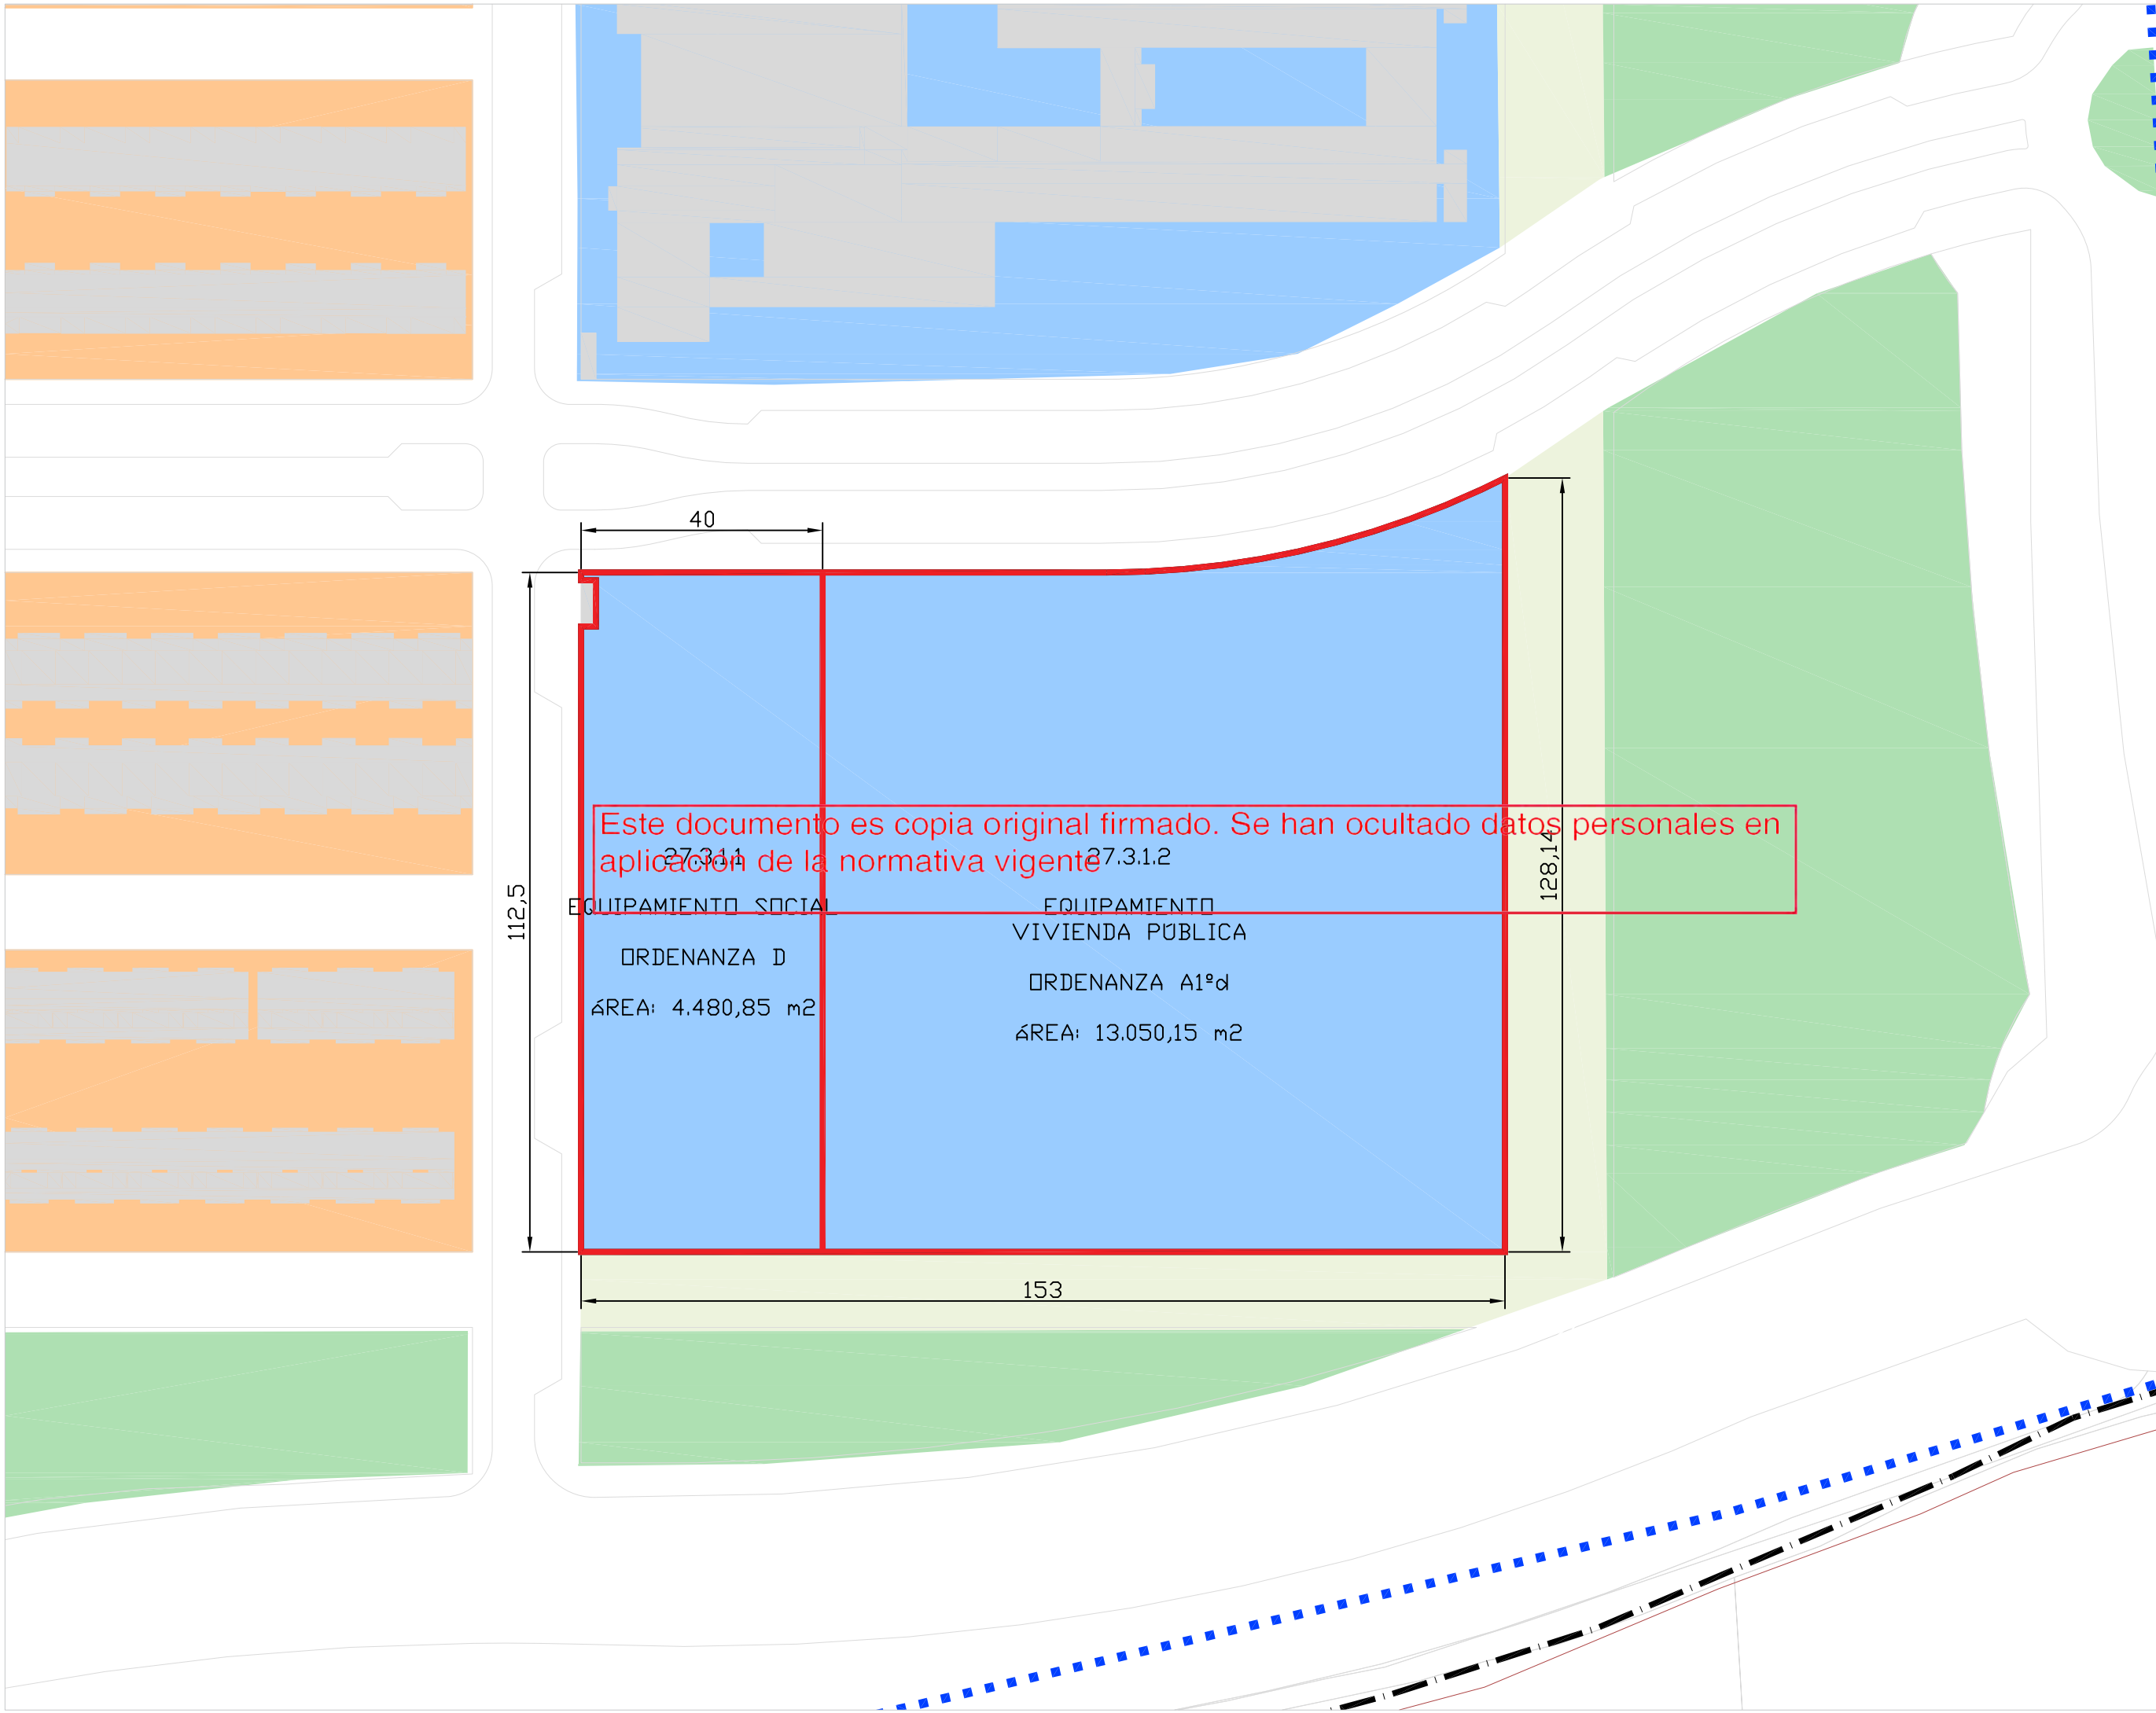 40
Este documento es copia original firmado. Se han ocultado datos personales en
aplicación de la normativa vigente
27.3.1.1
EQUIPAMIENTO SOCIAL
ORDENANZA D
ÁREA: 4.480,85 m2
27.3.1.2
EQUIPAMIENTO
VIVIENDA PÚBLICA
ORDENANZA A1ºd
ÁREA: 13.050,15 m2
112,5
128,14
153